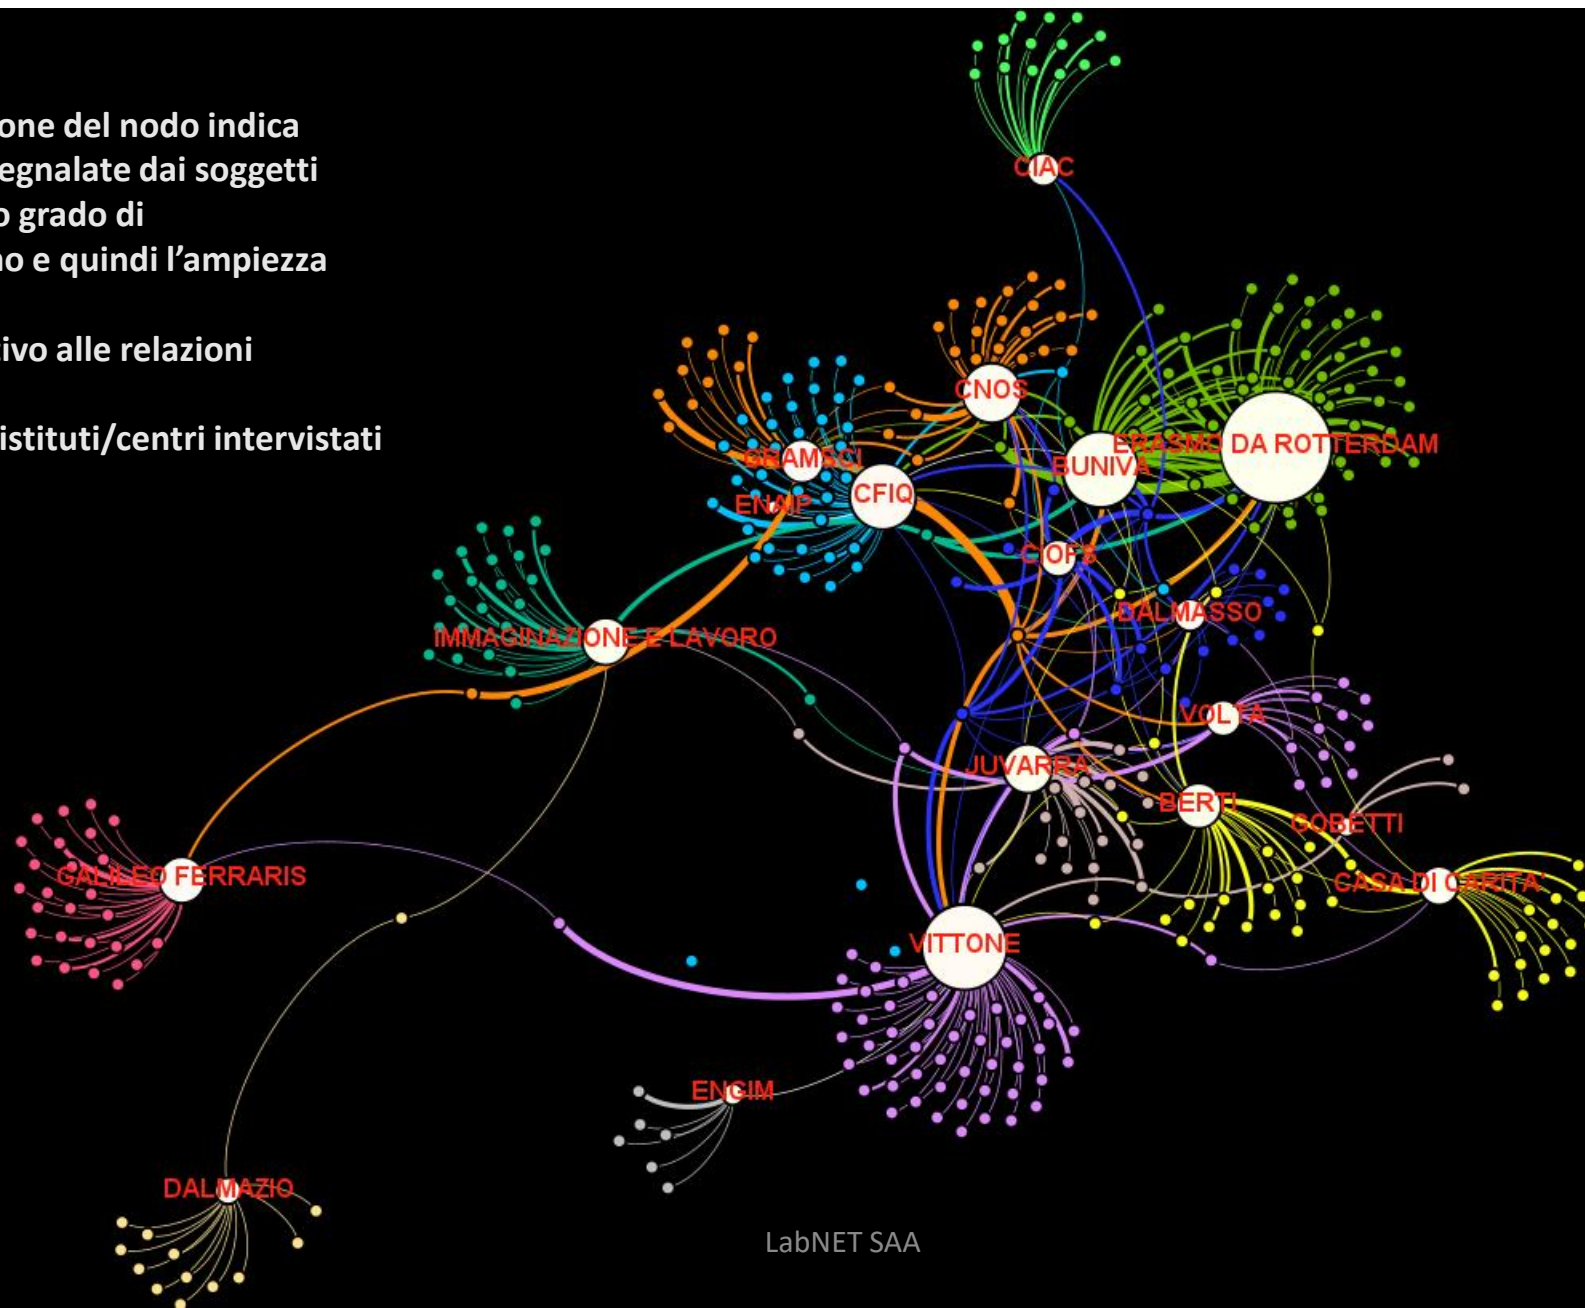 one del nodo indica
egnalate dai soggetti
o grado di
no e quindi l’ampiezza
tivo alle relazioni
istituti/centri intervistati
CIAC
CNOS
ERASMO DA ROTTERDAM
BUNIVA
GRAMSCI
CFIQ
ENAIP
CIOFS
DALMASSO
IMMAGINAZIONE E LAVORO
VOLTA
JUVARRA
BERTI
GOBETTI
GALILEO FERRARIS
CASA DI CARITA'
VITTONE
ENGIM
DALMAZIO
LabNET SAA